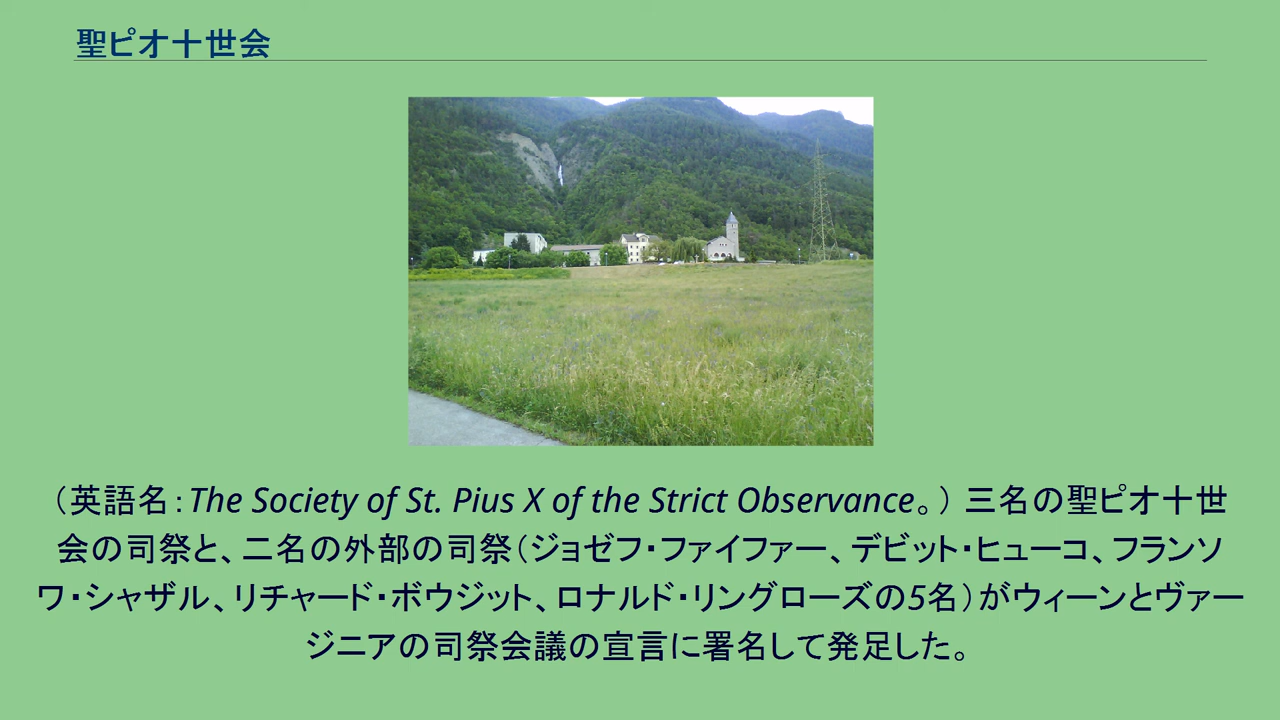 聖ピオ十世会
（英語名：The Society of St. Pius X of the Strict Observance。） 三名の聖ピオ十世
会の司祭と、二名の外部の司祭（ジョゼフ・ファイファー、デビット・ヒューコ、フランソ
ワ・シャザル、リチャード・ボウジット、ロナルド・リングローズの5名）がウィーンとヴァー
ジニアの司祭会議の宣言に署名して発足した。